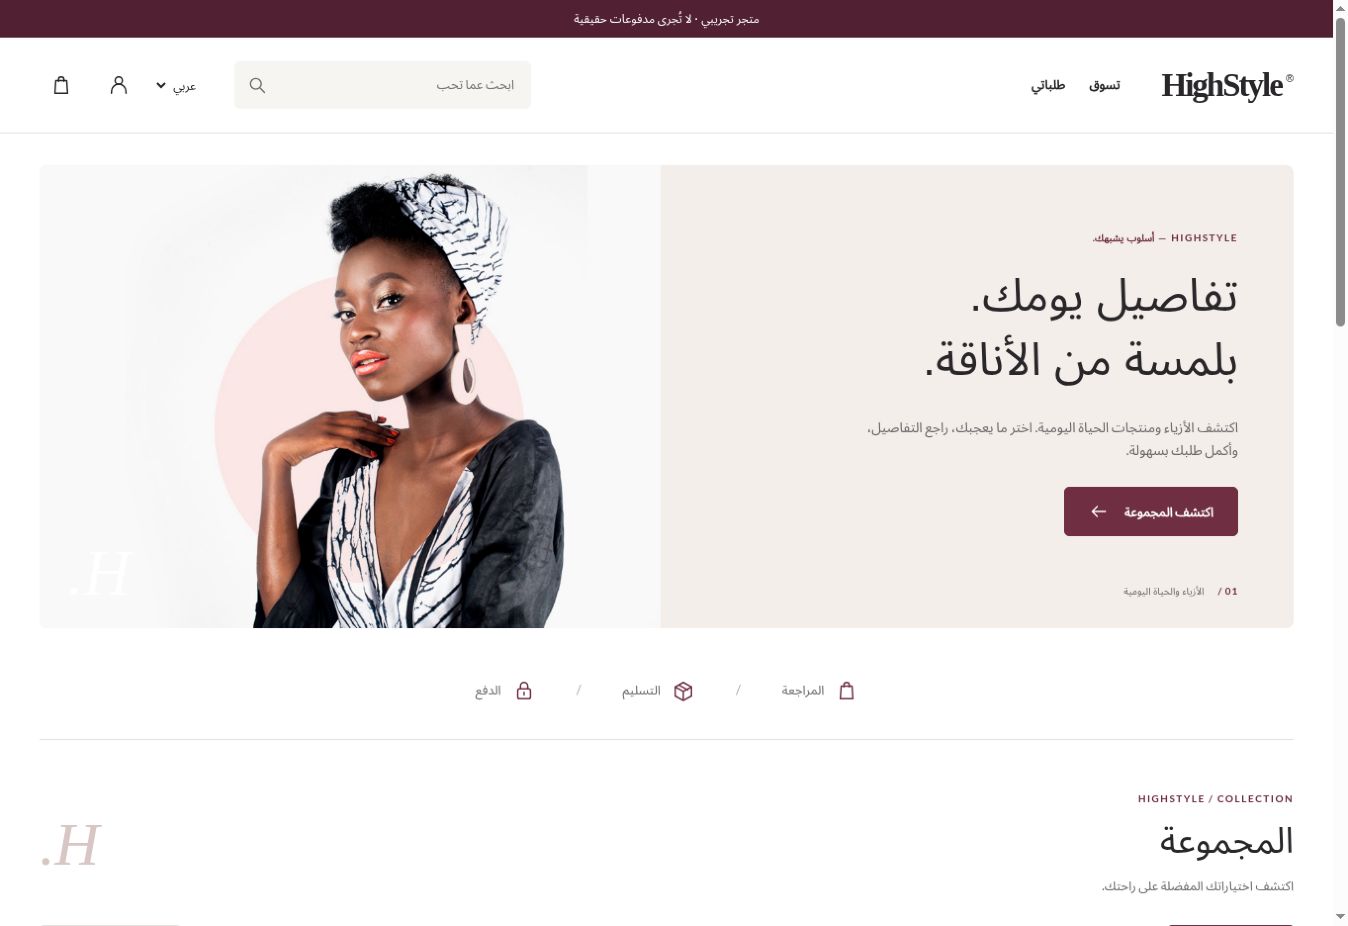 متجر تجريبي · لا تُجرى مدفوعات حقيقية
HighStyle®
تسوق
طلباتي
ابحث عما تحب
عربي
HIGHSTYLE — أسلوب يشبهك.
تفاصيل يومك.
بلمسة من الأناقة.
اكتشف الأزياء ومنتجات الحياة اليومية. اختر ما يعجبك، راجع التفاصيل،
وأكمل طلبك بسهولة.
اكتشف المجموعة
01 /
الأزياء والحياة اليومية
H.
المراجعة
/
التسليم
/
الدفع
HIGHSTYLE / COLLECTION
المجموعة
H.
اكتشف اختياراتك المفضلة على راحتك.